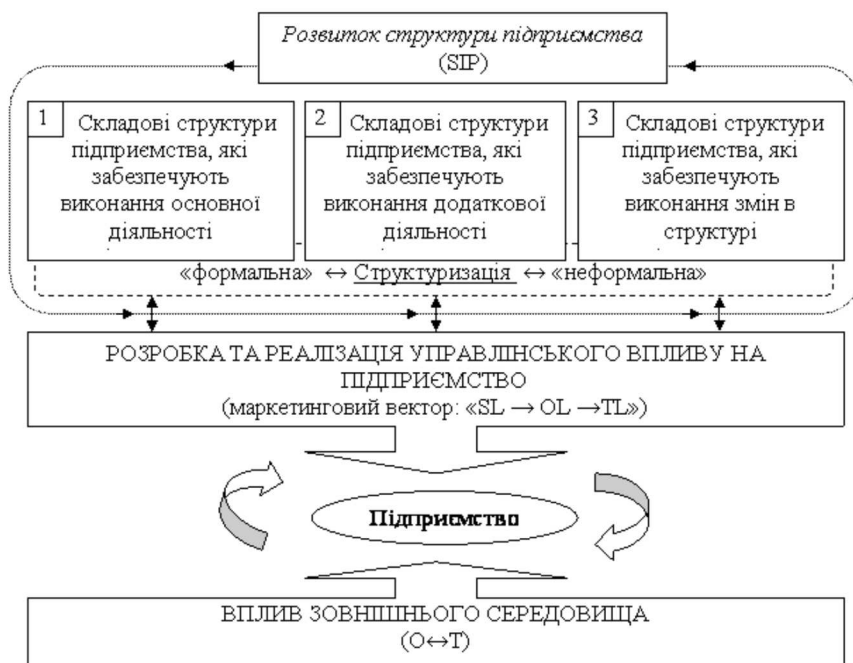 Розвиток структури підприємства
(SIP)
1
Складові структури
підприємства, які
забезпечують
виконання основної
діяльності
2
Складові структури
підприємства, які
забезпечують
виконання додаткової
діяльності
3
Складові структури
підприємства, які
забезпечують
виконання змін в
структурі
«формальна» ↔ Структуризація ↔ «неформальна»
РОЗРОБКА ТА РЕАЛІЗАЦІЯ УПРАВЛІНСЬКОГО ВПЛИВУ НА
ПІДПРИЄМСТВО
(маркетинговий вектор: «SL → OL →TL»)
Підприємство
ВПЛИВ ЗОВНІШНЬОГО СЕРЕДОВИЩА
(O↔T)